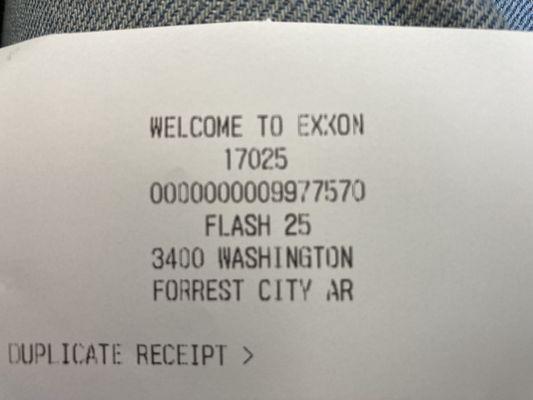 WELCOME TO EXXON
17025
0000000009977570
FLASH 25
3400 WASHINGTON
FORREST CITY AR
DUPLICATE RECEIPT >